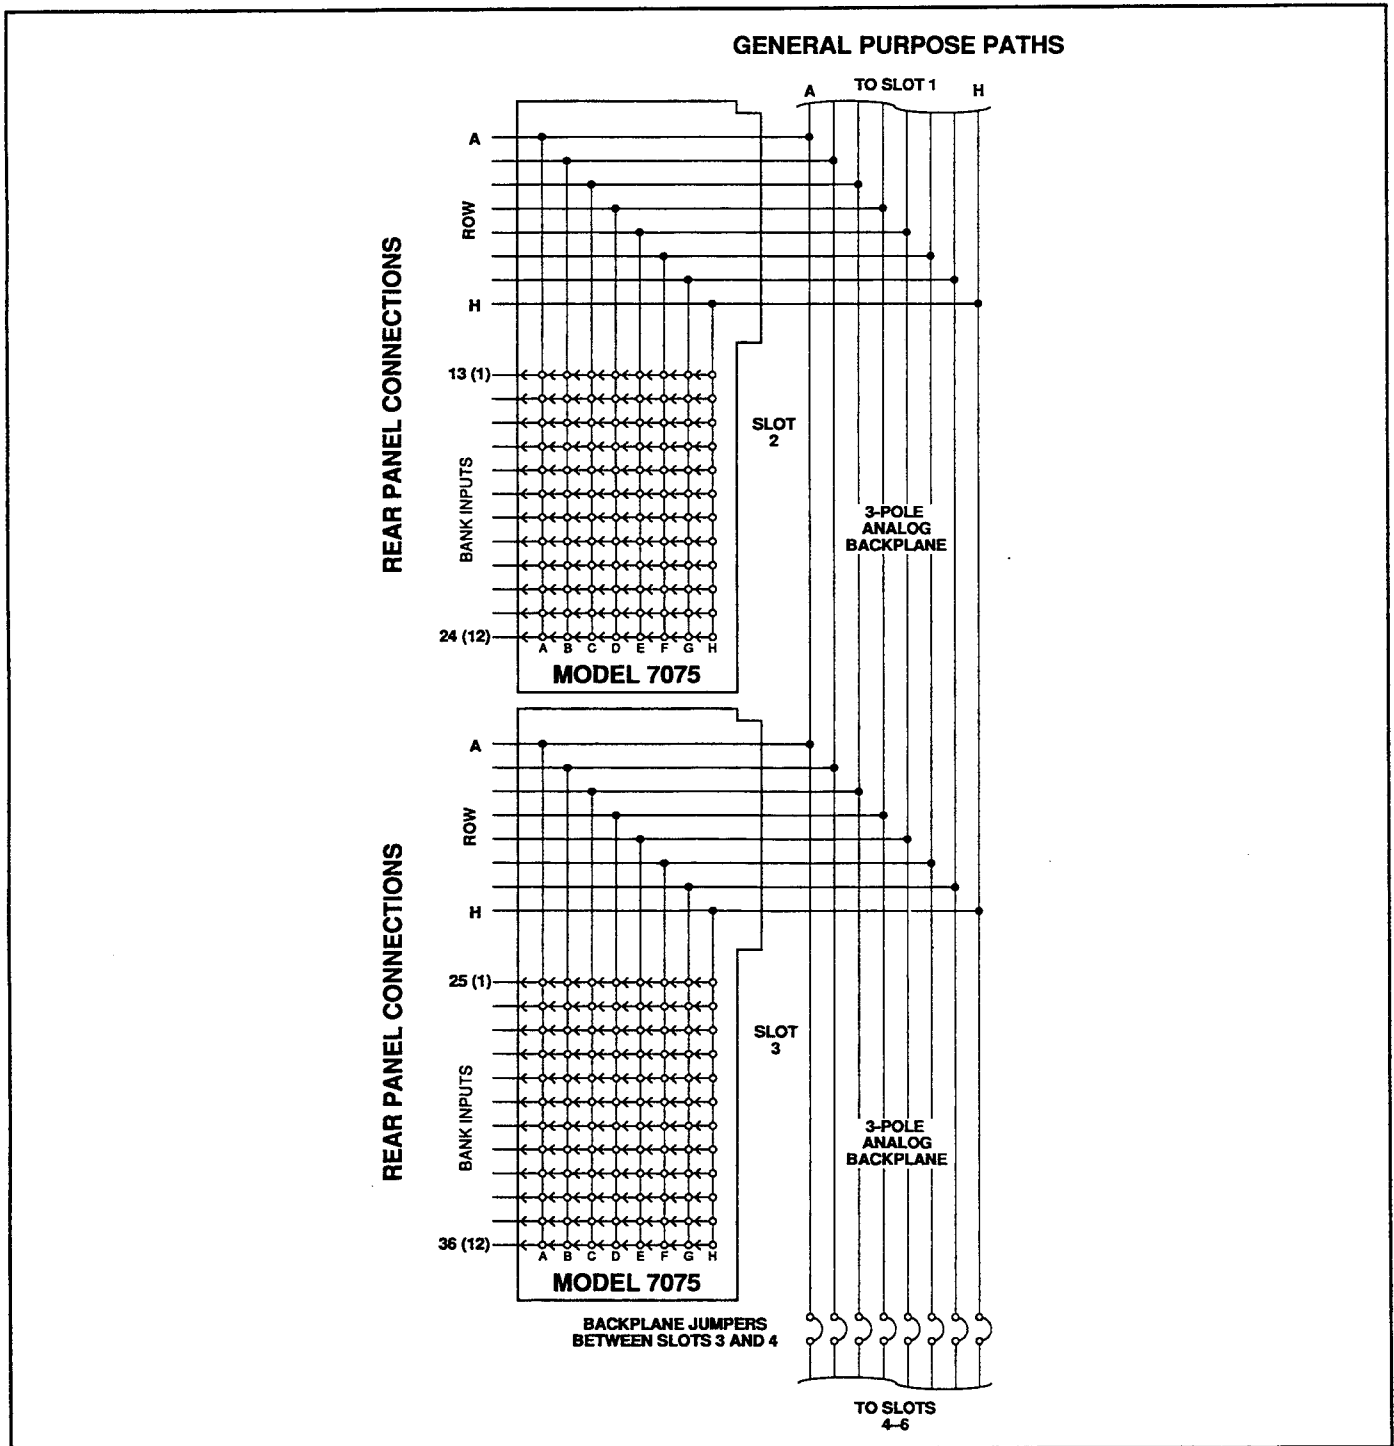 GENERAL PURPOSE PATHS
A TO SLOT 1 H
A
ROW
H
REAR PANEL CONNECTIONS
13 (1)
BANK INPUTS
24 (12)
A B C D E F G H
MODEL 7075
SLOT
2
3-POLE
ANALOG
BACKPLANE
A
ROW
H
REAR PANEL CONNECTIONS
25 (1)
BANK INPUTS
36 (12)
A B C D E F G H
MODEL 7075
SLOT
3
3-POLE
ANALOG
BACKPLANE
BACKPLANE JUMPERS
BETWEEN SLOTS 3 AND 4
TO SLOTS
4–6